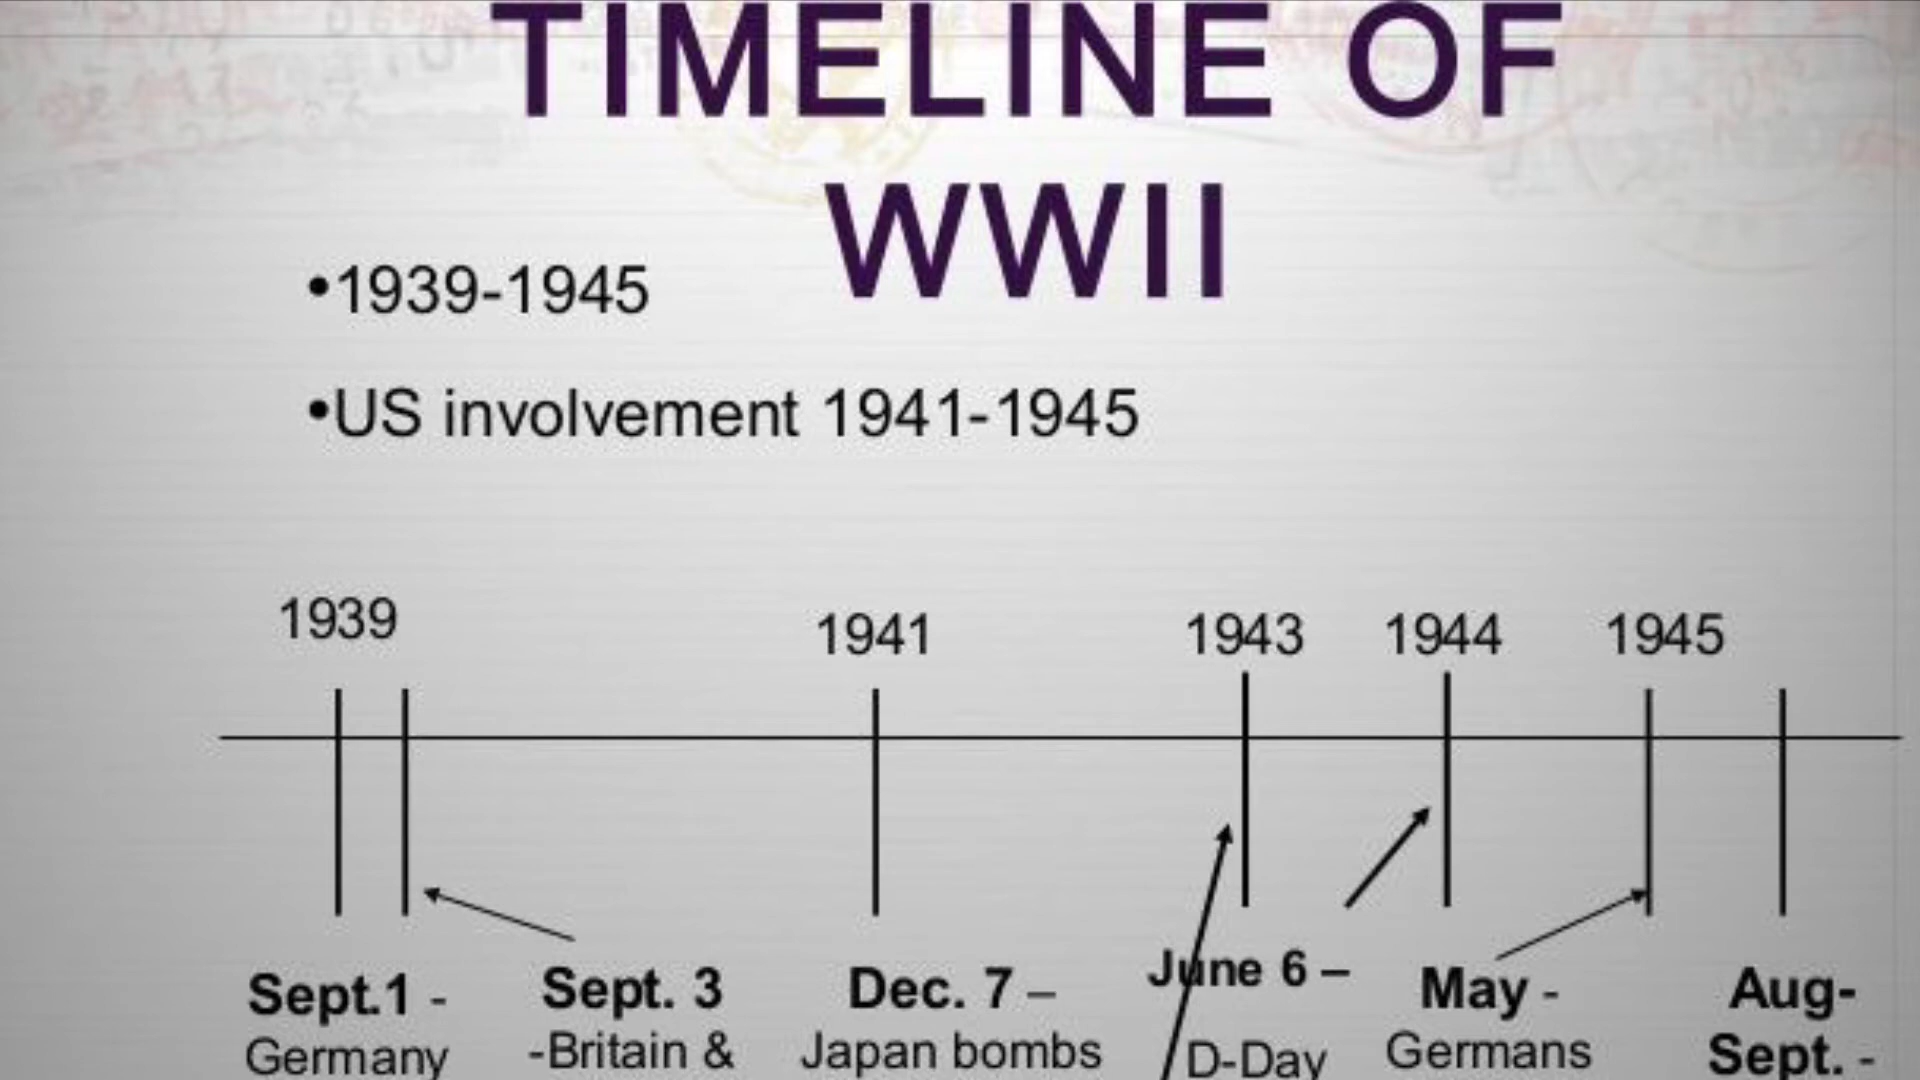 TIMELINE OF
WWII
•1939-1945
•US involvement 1941-1945
1939
1941
1943
1944
1945
Sept.1 -
Germany
Sept. 3
-Britain &
Dec. 7 –
Japan bombs
June 6 –
D-Day
May -
Germans
Aug-
Sept. -